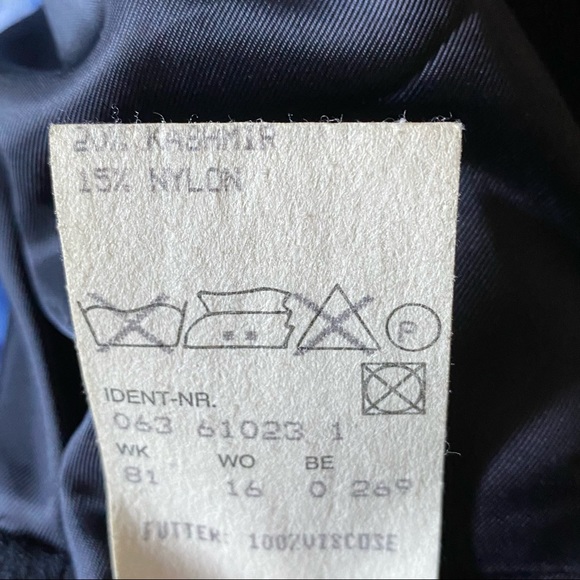 20% KASHMIR
15% NYLON
P
IDENT-NR.
063 61023 1
WK WO BE
81 16 0 269
FUTTER: 100%VISCOSE